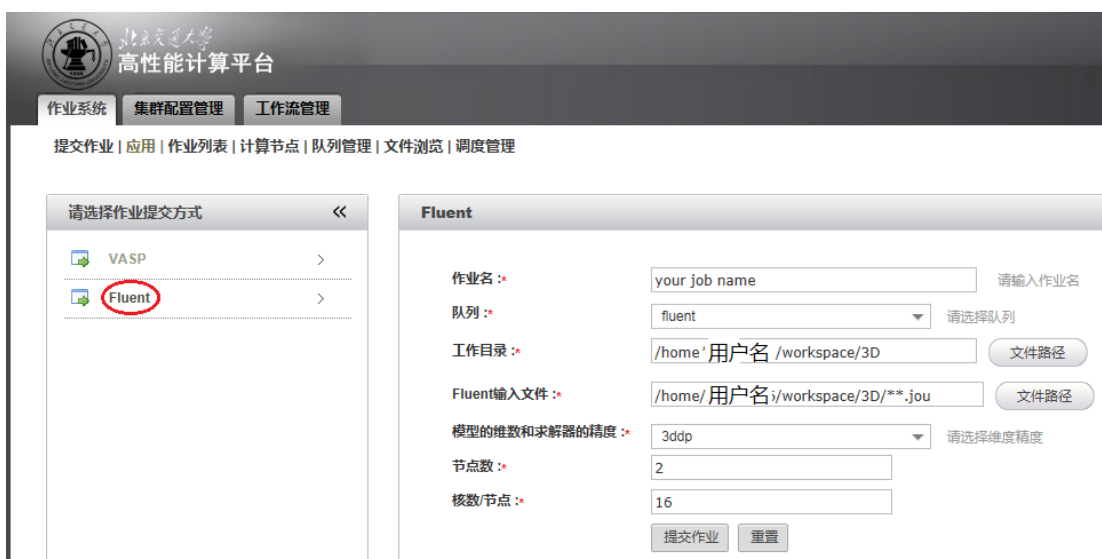 北京交通大学
高性能计算平台
作业系统 集群配置管理 工作流管理
提交作业 | 应用 | 作业列表 | 计算节点 | 队列管理 | 文件浏览 | 调度管理
请选择作业提交方式 «
Fluent
VASP
Fluent
作业名 :* your job name 请输入作业名
队列 :* fluent 请选择队列
工作目录 :* /home/ 用户名 /workspace/3D 文件路径
Fluent输入文件 :* /home/ 用户名 /workspace/3D/**.jou 文件路径
模型的维数和求解器的精度 :* 3ddp 请选择维度精度
节点数 :* 2
核数/节点 :* 16
提交作业 重置